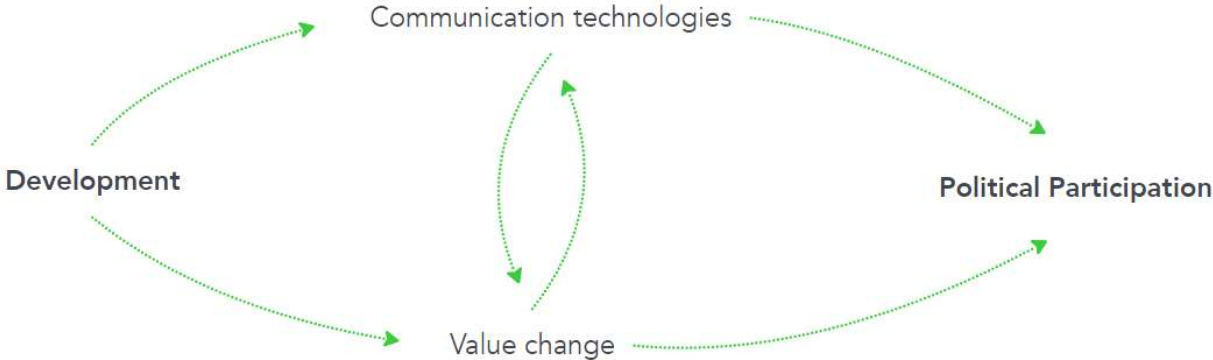 Communication technologies
Development
Political Participation
Value change